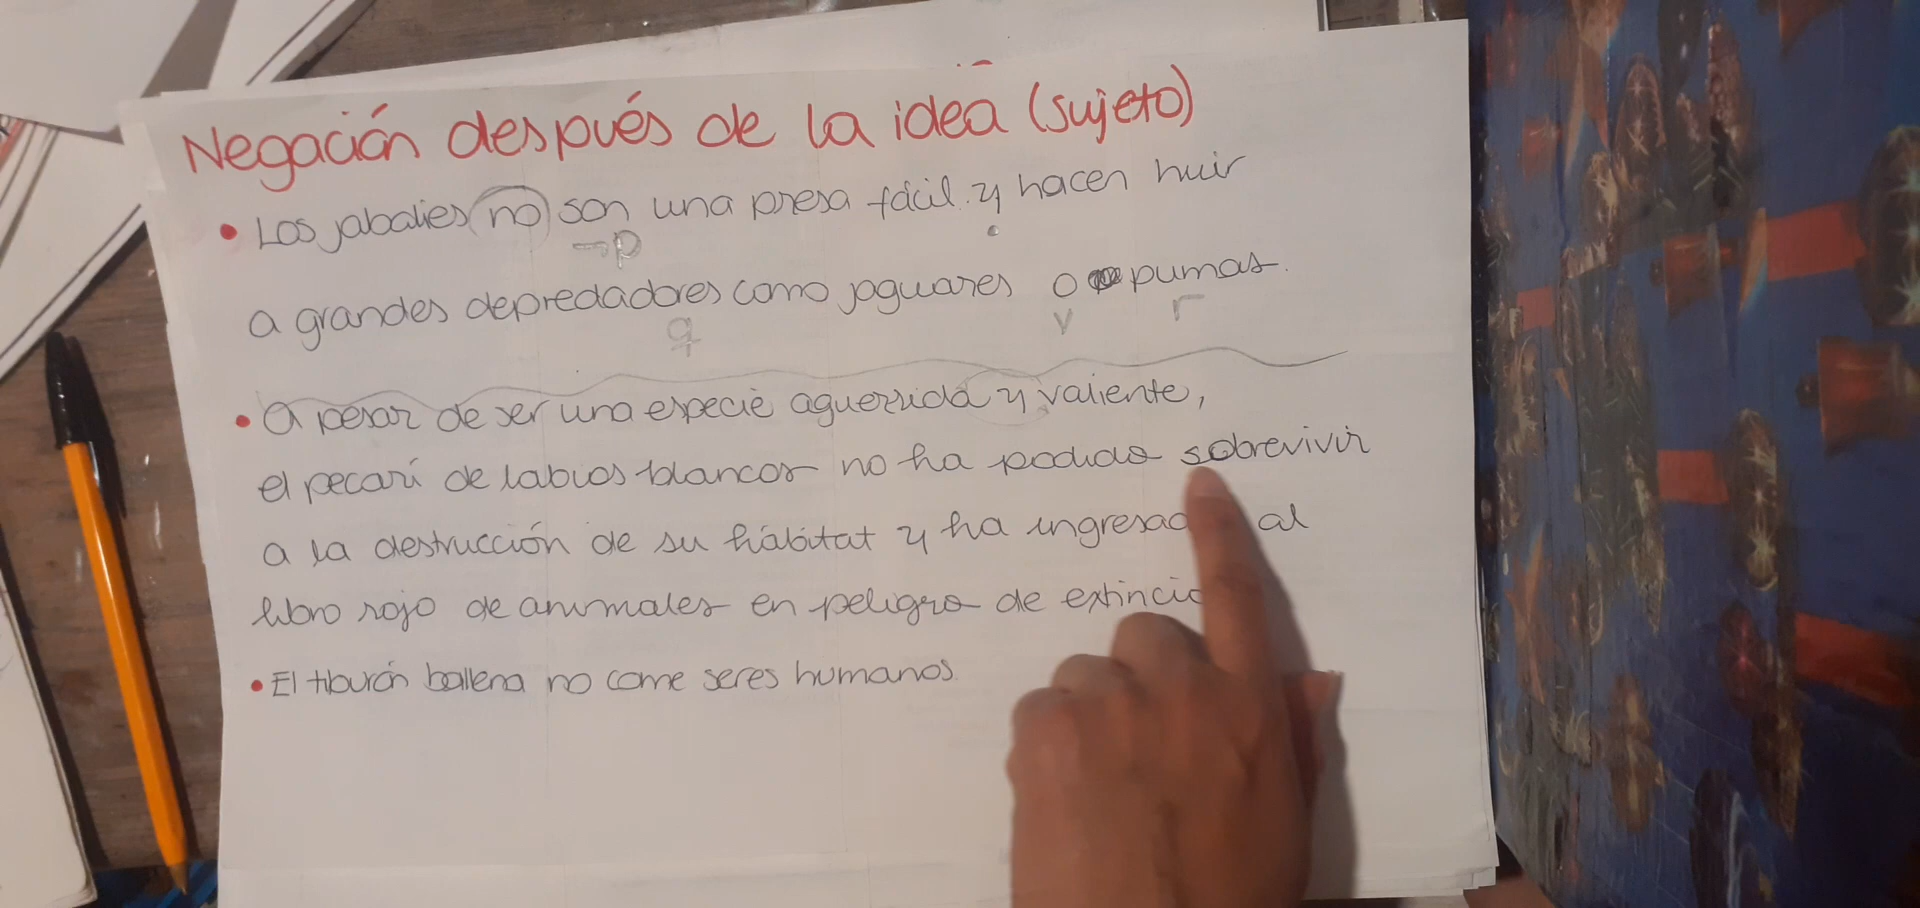 Negación después de la idea (sujeto)
• Los jabalíes no son una presa fácil. y hacen huir
¬p •
a grandes depredadores como jaguares o pumas.
q v r
• A pesar de ser una especie aguerrida y valiente,
el pecarí de labios blancos no ha podido sobrevivir
a la destrucción de su hábitat y ha ingresad al
libro rojo de animales en peligro de extinció
• El tiburón ballena no come seres humanos.